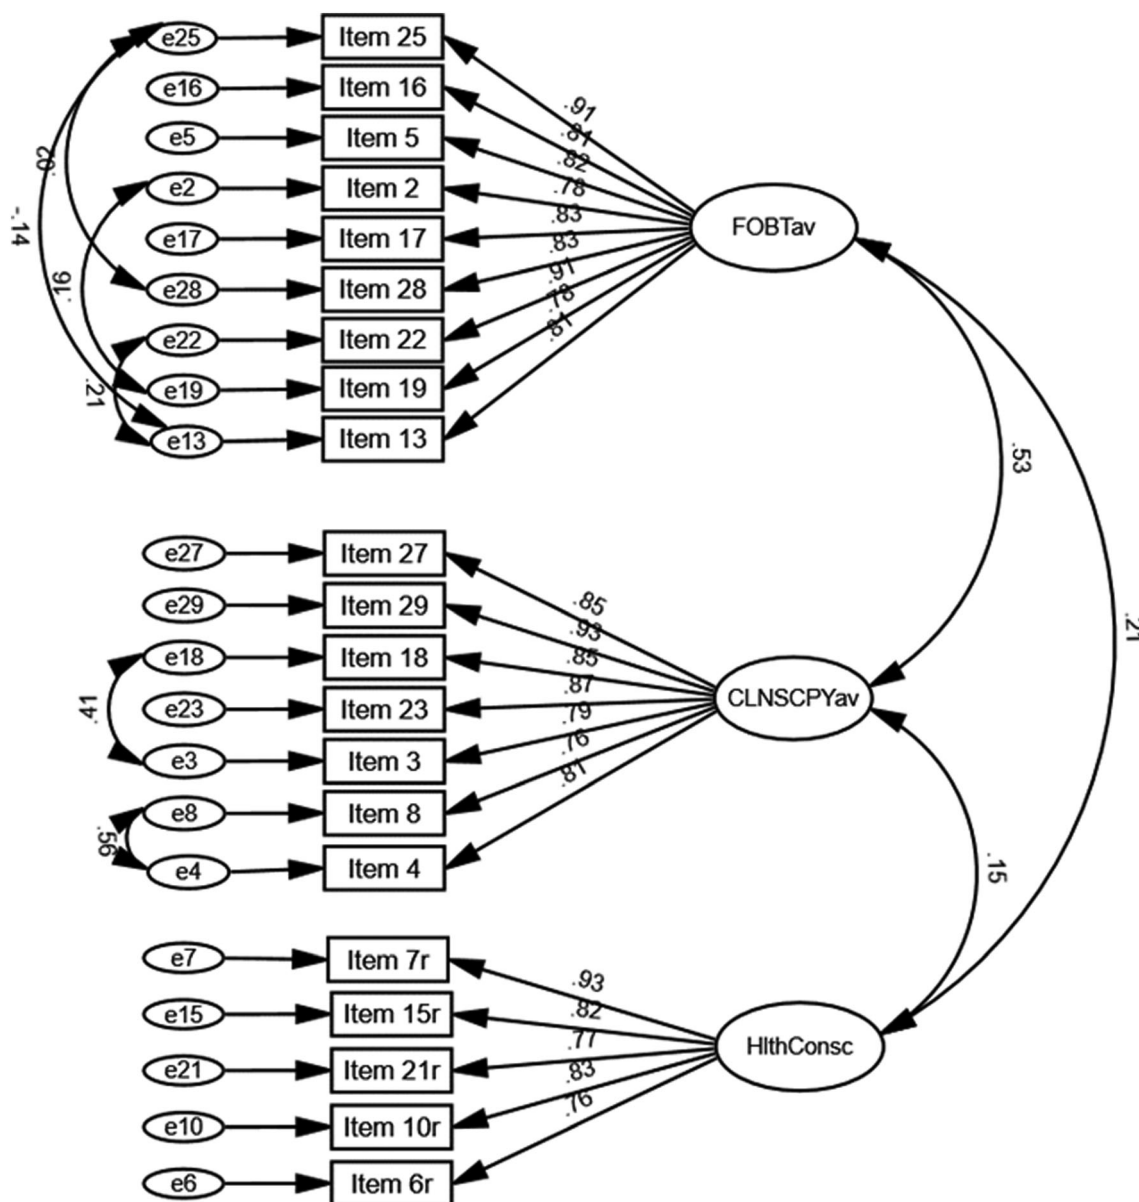 e25
Item 25
.91
e16
Item 16
.81
e5
Item 5
.82
e2
Item 2
.78
e17
Item 17
.83
e28
Item 28
.83
e22
Item 22
.91
e19
Item 19
.78
e13
Item 13
.81
FOBTav
.02
-.14
.16
.21
.53
.21
e27
Item 27
.85
e29
Item 29
.93
e18
Item 18
.85
e23
Item 23
.87
e3
Item 3
.79
e8
Item 8
.76
e4
Item 4
.81
CLNSCPYav
.41
.56
.15
e7
Item 7r
.93
e15
Item 15r
.82
e21
Item 21r
.77
e10
Item 10r
.83
e6
Item 6r
.76
HlthConsc